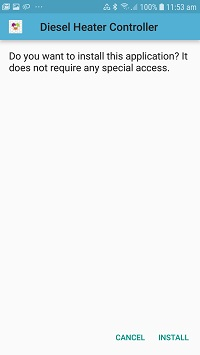 100% 11:53 am
Diesel Heater Controller
Do you want to install this application? It
does not require any special access.
CANCEL INSTALL